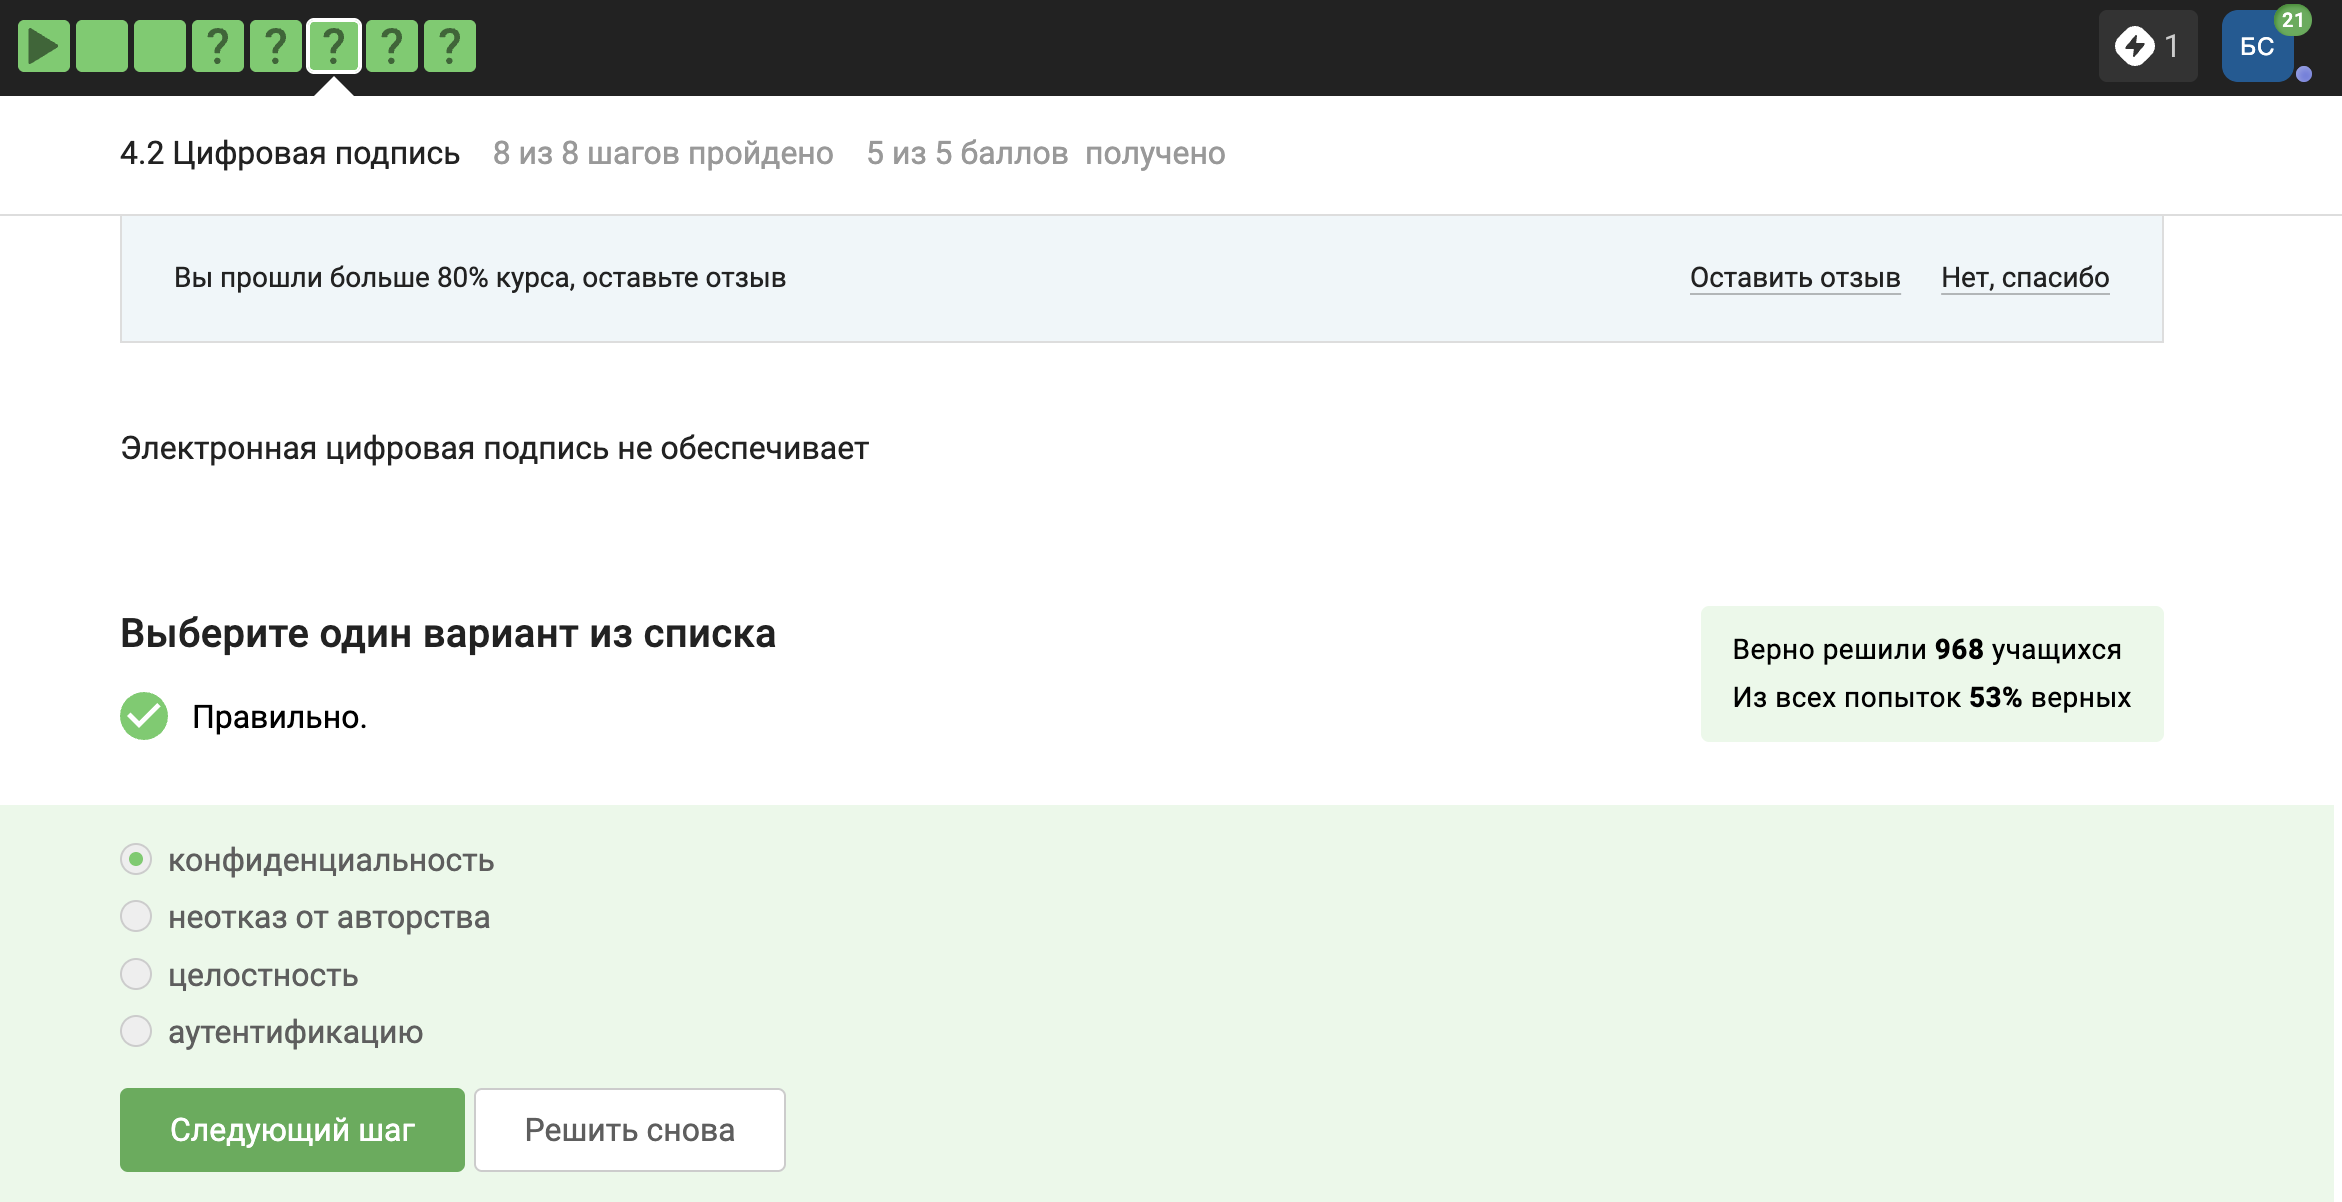 ? ? ? ? ?
1
БС
21
4.2 Цифровая подпись 8 из 8 шагов пройдено 5 из 5 баллов получено
Вы прошли больше 80% курса, оставьте отзыв
Оставить отзыв Нет, спасибо
Электронная цифровая подпись не обеспечивает
Выберите один вариант из списка
Правильно.
Верно решили 968 учащихся
Из всех попыток 53% верных
конфиденциальность
неотказ от авторства
целостность
аутентификацию
Следующий шаг Решить снова